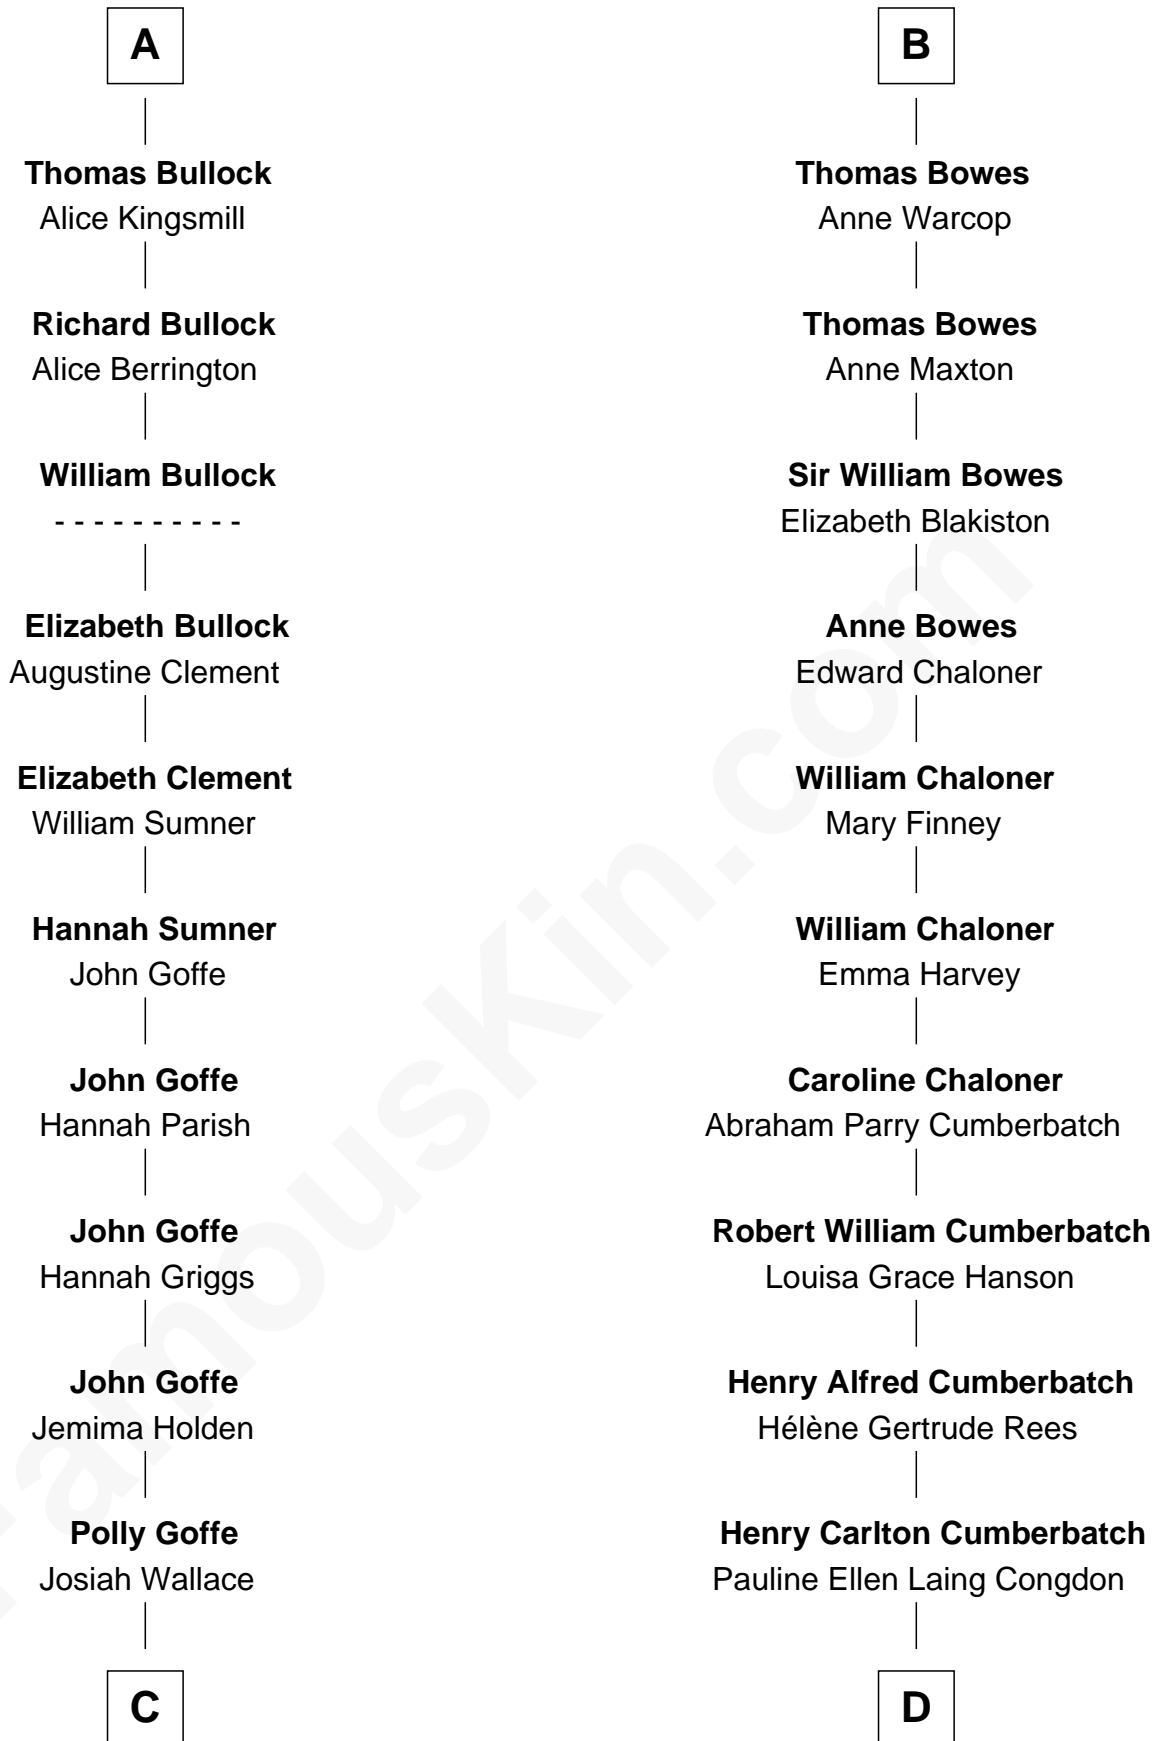 A
Thomas Bullock
Alice Kingsmill
Richard Bullock
Alice Berrington
William Bullock
- - - - - - - - - -
Elizabeth Bullock
Augustine Clement
Elizabeth Clement
William Sumner
Hannah Sumner
John Goffe
John Goffe
Hannah Parish
John Goffe
Hannah Griggs
John Goffe
Jemima Holden
Polly Goffe
Josiah Wallace
C
B
Thomas Bowes
Anne Warcop
Thomas Bowes
Anne Maxton
Sir William Bowes
Elizabeth Blakiston
Anne Bowes
Edward Chaloner
William Chaloner
Mary Finney
William Chaloner
Emma Harvey
Caroline Chaloner
Abraham Parry Cumberbatch
Robert William Cumberbatch
Louisa Grace Hanson
Henry Alfred Cumberbatch
Hélène Gertrude Rees
Henry Carlton Cumberbatch
Pauline Ellen Laing Congdon
D
FamousKin.com